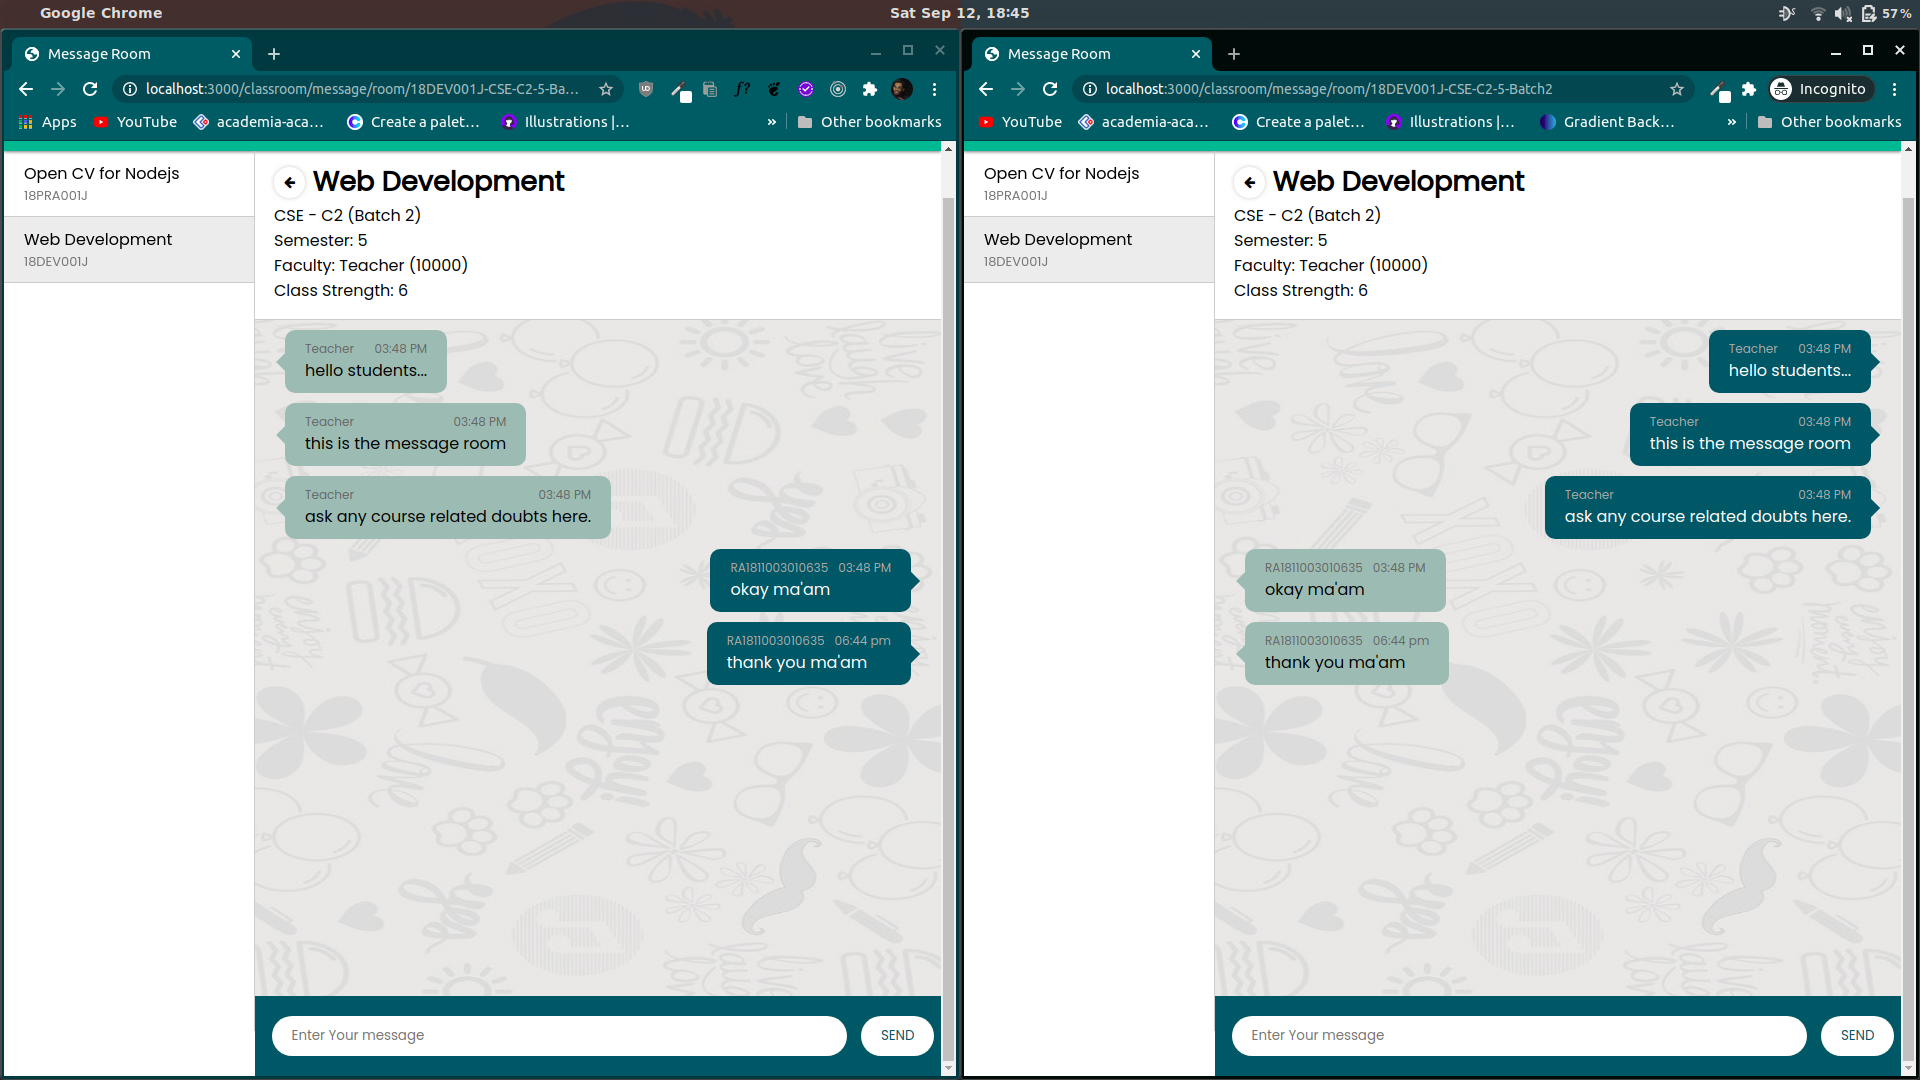 Google Chrome
Sat Sep 12, 18:45
57%
Message Room
localhost:3000/classroom/message/room/18DEV001J-CSE-C2-5-Ba...
Apps
YouTube
academia-aca...
Create a palet...
Illustrations |...
»
Other bookmarks
Open CV for Nodejs
18PRA001J
Web Development
18DEV001J
Web Development
CSE - C2 (Batch 2)
Semester: 5
Faculty: Teacher (10000)
Class Strength: 6
Teacher 03:48 PM
hello students...
Teacher 03:48 PM
this is the message room
Teacher 03:48 PM
ask any course related doubts here.
RA1811003010635 03:48 PM
okay ma'am
RA1811003010635 06:44 pm
thank you ma'am
Enter Your message
SEND
Message Room
localhost:3000/classroom/message/room/18DEV001J-CSE-C2-5-Batch2
Incognito
YouTube
academia-aca...
Create a palet...
Illustrations |...
Gradient Back...
»
Other bookmarks
Open CV for Nodejs
18PRA001J
Web Development
18DEV001J
Web Development
CSE - C2 (Batch 2)
Semester: 5
Faculty: Teacher (10000)
Class Strength: 6
Teacher 03:48 PM
hello students...
Teacher 03:48 PM
this is the message room
Teacher 03:48 PM
ask any course related doubts here.
RA1811003010635 03:48 PM
okay ma'am
RA1811003010635 06:44 pm
thank you ma'am
Enter Your message
SEND